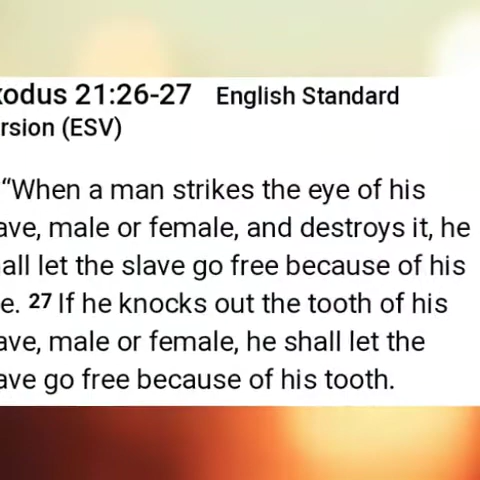 xodus 21:26-27 English Standard
rsion (ESV)
“When a man strikes the eye of his
ave, male or female, and destroys it, he
all let the slave go free because of his
e. 27 If he knocks out the tooth of his
ave, male or female, he shall let the
ave go free because of his tooth.